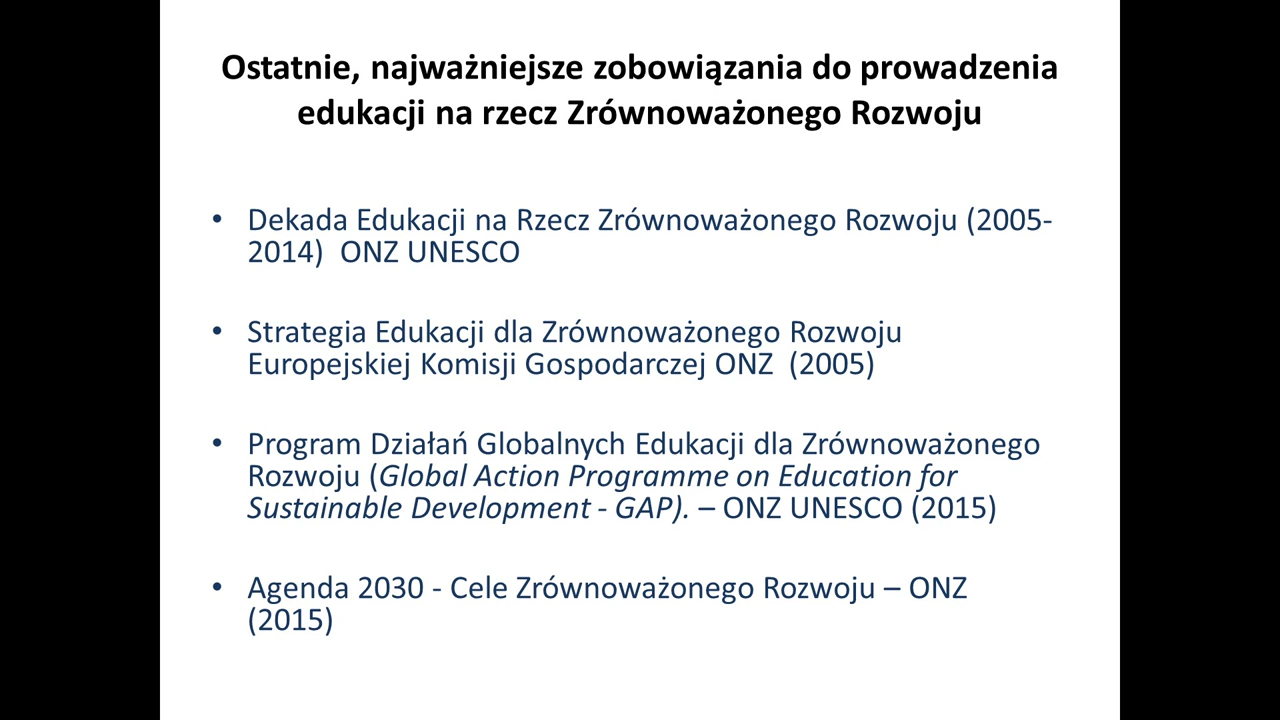 Ostatnie, najważniejsze zobowiązania do prowadzenia
edukacji na rzecz Zrównoważonego Rozwoju
• Dekada Edukacji na Rzecz Zrównoważonego Rozwoju (2005-
2014)  ONZ UNESCO
• Strategia Edukacji dla Zrównoważonego Rozwoju
Europejskiej Komisji Gospodarczej ONZ  (2005)
• Program Działań Globalnych Edukacji dla Zrównoważonego
Rozwoju (Global Action Programme on Education for
Sustainable Development - GAP). – ONZ UNESCO (2015)
• Agenda 2030 - Cele Zrównoważonego Rozwoju – ONZ
(2015)